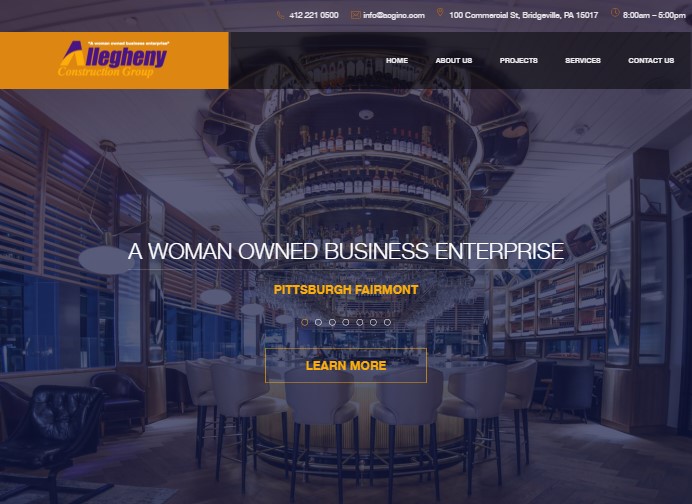 412 221 0500 info@acginc.com 100 Commercial St, Bridgeville, PA 15017 8:00am – 5:00pm
"A woman owned business enterprise"
Allegheny
Construction Group
HOME ABOUT US PROJECTS SERVICES CONTACT US
A WOMAN OWNED BUSINESS ENTERPRISE
PITTSBURGH FAIRMONT
LEARN MORE